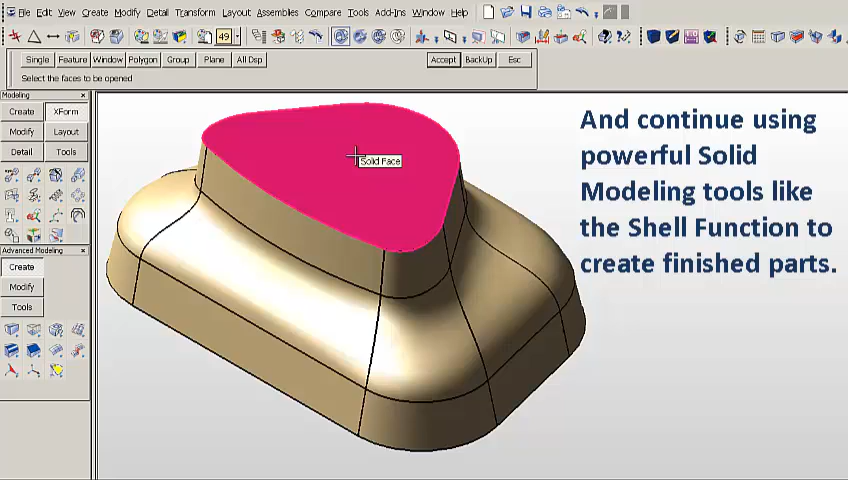 File Edit View Create Modify Detail Transform Layout Assemblies Compare Tools Add-Ins Window Help
49
Single Feature Window Polygon Group Plane All Dsp Accept BackUp Esc
Select the faces to be opened
Modeling
Create XForm
Modify Layout
Detail Tools
Advanced Modeling
Create
Modify
Tools
Solid Face
And continue using
powerful Solid
Modeling tools like
the Shell Function to
create finished parts.